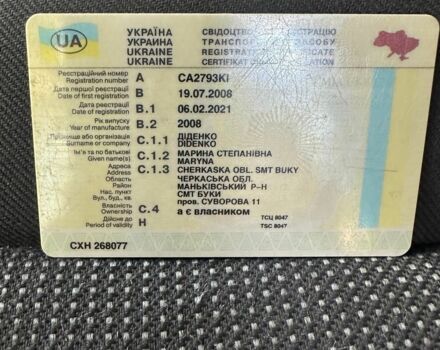 UA
УКРАЇНА СВІДОЦТВО РЕЄСТРАЦІЮ
УКРАИНА ТРАНСПОРТ ЗАСОБУ
UKRAINE REGISTRAT CERTIFICATE
UKRAINE CERTIFICAT
Реєстраційний номер
Registration number A CA2793KI
Дата першої реєстрації
Date of first registration B 19.07.2008
Дата реєстрації
Date of registration B.1 06.02.2021
Рік випуску
Year of manufacture B.2 2008
Прізвище або організація C.1.1 ДІДЕНКО
Surname or company DIDENKO
Ім'я та по батькові C.1.2 МАРИНА СТЕПАНІВНА
Given name(s) MARYNA
Адреса C.1.3 CHERKASKA OBL. SMT BUKY
Address
Область ЧЕРКАСЬКА ОБЛ.
Район МАНЬКІВСЬКИЙ Р-Н
Нас. пункт СМТ БУКИ
Вул., буд., кв. пров. СУВОРОВА 11
Власність
Ownership C.4 а є власником ТСЦ 8047
Дійсне до
Period of validity H TSC 8047
CXH 268077